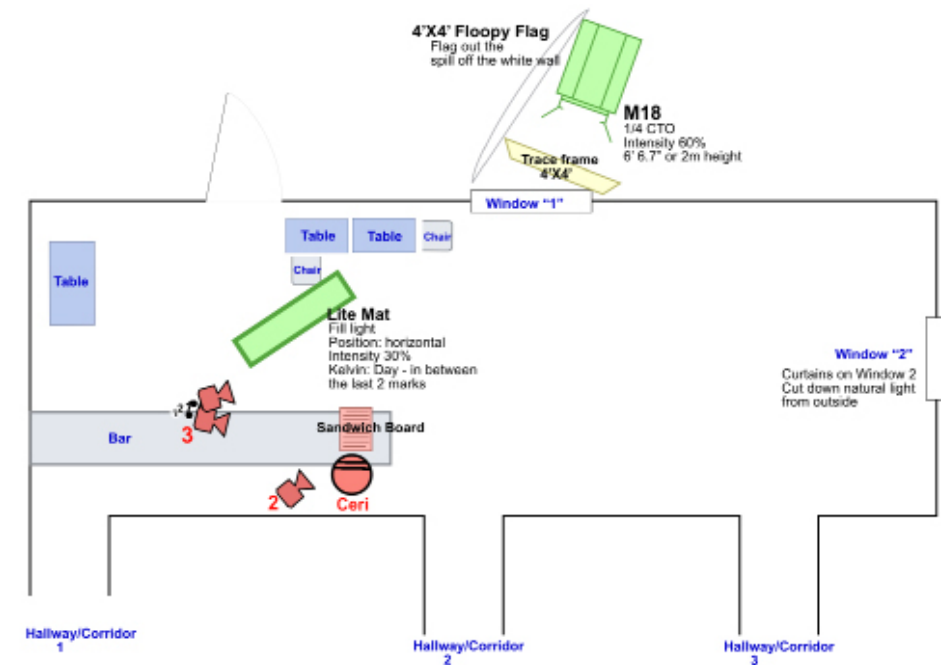 4'X4' Floopy Flag
Flag out the
spill off the white wall
M18
1/4 CTO
Intensity 60%
6' 6.7" or 2m height
Trace frame
4'X4'
Window "1"
Table
Table
Chair
Table
Chair
Lite Mat
Fill light
Position: horizontal
Intensity 30%
Kelvin: Day - in between
the last 2 marks
Window "2"
Curtains on Window 2
Cut down natural light
from outside
3
Bar
Sandwich Board
2
Ceri
Hallway/Corridor
1
Hallway/Corridor
2
Hallway/Corridor
3